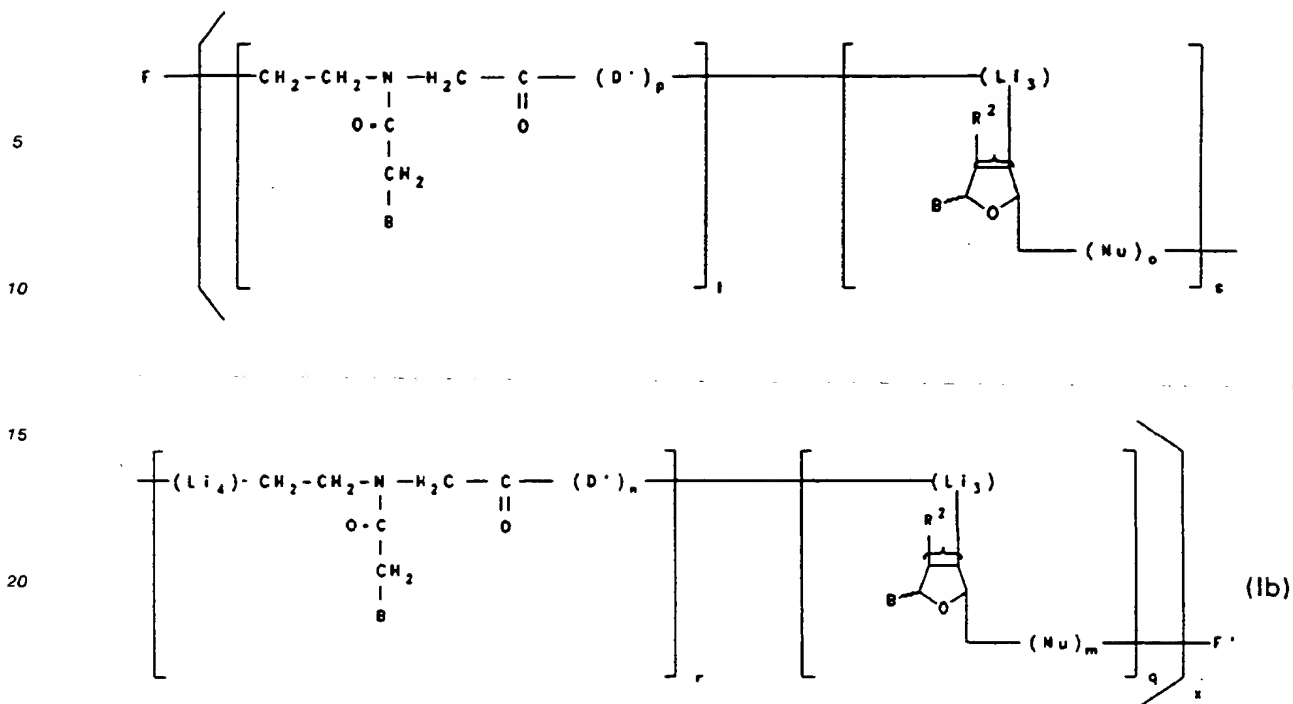 F CH₂-CH₂-N-H₂C-C-(D')ₚ (Li₃)
O R²
5 O=C
CH₂
B B O
(Nu)ₒ
10 l s
15
(Li₄)-CH₂-CH₂-N-H₂C-C-(D')ₙ (Li₃)
O R²
O=C
20 CH₂ (Ib)
B B O
(Nu)ₘ F'
r q x